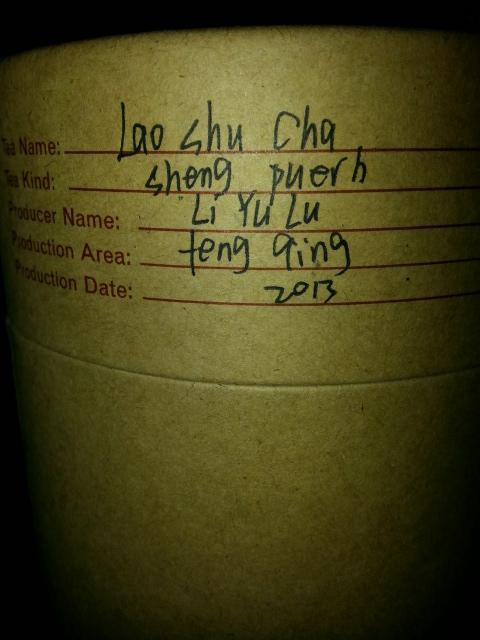 Tea Name: Lao shu Cha
Tea Kind: sheng puerh
Producer Name: Li Yu Lu
Production Area: feng Qing
Production Date: 2013